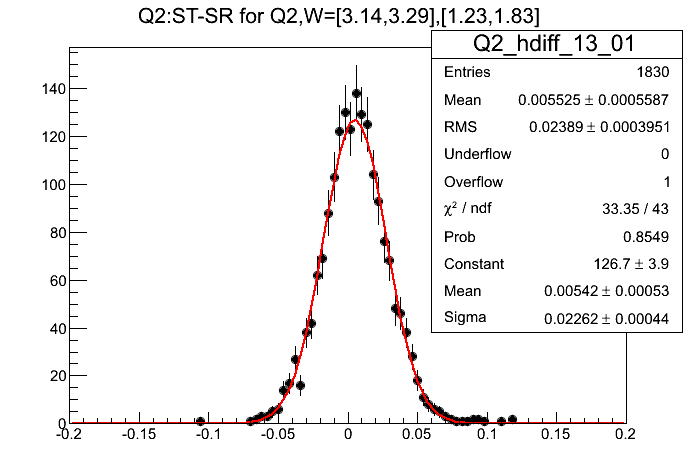 Q2:ST-SR for Q2,W=[3.14,3.29],[1.23,1.83]
Q2_hdiff_13_01
Entries 1830
Mean 0.005525 ± 0.0005587
RMS 0.02389 ± 0.0003951
Underflow 0
Overflow 1
χ² / ndf 33.35 / 43
Prob 0.8549
Constant 126.7 ± 3.9
Mean 0.00542 ± 0.00053
Sigma 0.02262 ± 0.00044
140
120
100
80
60
40
20
0
-0.2 -0.15 -0.1 -0.05 0 0.05 0.1 0.15 0.2